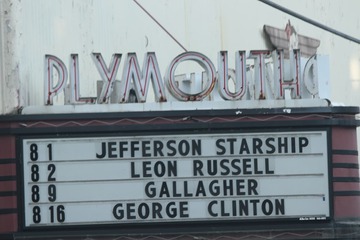 PLYMOUTH
8 1 JEFFERSON STARSHIP
8 2 LEON RUSSELL
8 9 GALLAGHER
8 16 GEORGE CLINTON